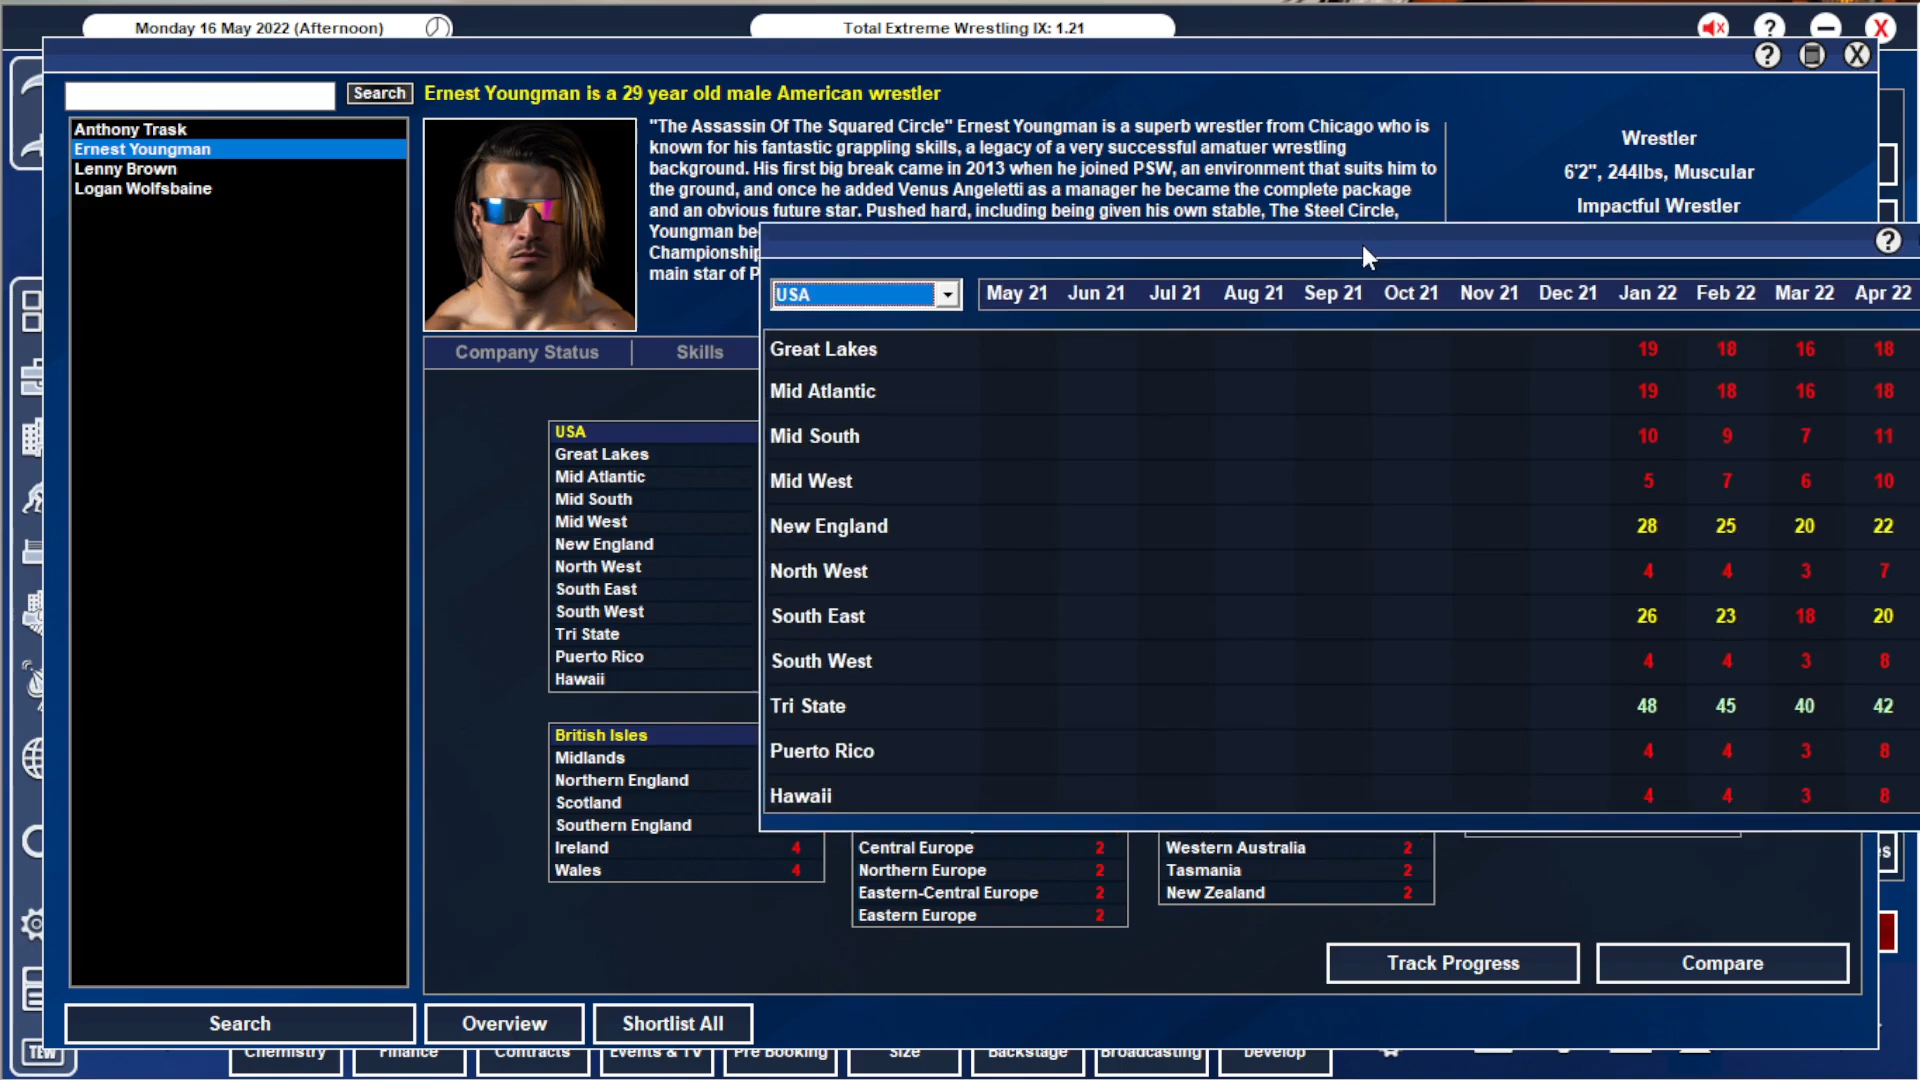 Monday 16 May 2022 (Afternoon)
Total Extreme Wrestling IX: 1.21
? X
? X
Search
Ernest Youngman is a 29 year old male American wrestler
Anthony Trask
Ernest Youngman
Lenny Brown
Logan Wolfsbaine
"The Assassin Of The Squared Circle" Ernest Youngman is a superb wrestler from Chicago who is
known for his fantastic grappling skills, a legacy of a very successful amatuer wrestling
background. His first big break came in 2013 when he joined PSW, an environment that suits him to
the ground, and once he added Venus Angeletti as a manager he became the complete package
and an obvious future star. Pushed hard, including being given his own stable, The Steel Circle,
Youngman be
Championship
main star of P
Wrestler
6'2", 244lbs, Muscular
Impactful Wrestler
Company Status
Skills
USA
Great Lakes
Mid Atlantic
Mid South
Mid West
New England
North West
South East
South West
Tri State
Puerto Rico
Hawaii
British Isles
Midlands
Northern England
Scotland
Southern England
Ireland 4
Wales 4
?
USA May 21 Jun 21 Jul 21 Aug 21 Sep 21 Oct 21 Nov 21 Dec 21 Jan 22 Feb 22 Mar 22 Apr 22
Great Lakes 19 18 16 18
Mid Atlantic 19 18 16 18
Mid South 10 9 7 11
Mid West 5 7 6 10
New England 28 25 20 22
North West 4 4 3 7
South East 26 23 18 20
South West 4 4 3 8
Tri State 48 45 40 42
Puerto Rico 4 4 3 8
Hawaii 4 4 3 8
Central Europe 2
Northern Europe 2
Eastern-Central Europe 2
Eastern Europe 2
Western Australia 2
Tasmania 2
New Zealand 2
Track Progress
Compare
Search
Overview
Shortlist All
TEW
Chemistry
Finance
Contracts
Events & TV
Pre Booking
Size
Backstage
Broadcasting
Develop